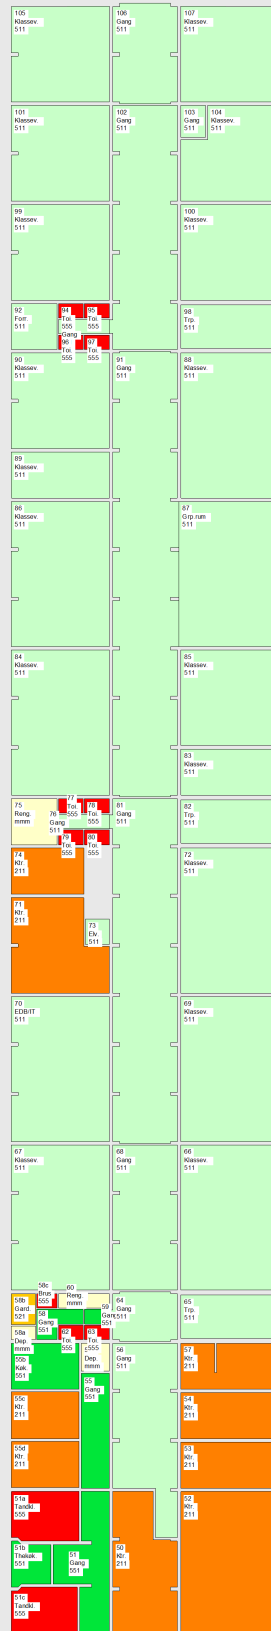 105
Klassev.
511
106
Gang
511
107
Klassev.
511
101
Klassev.
511
102
Gang
511
103
Gang
511
104
Klassev.
511
99
Klassev.
511
100
Klassev.
511
92
Forr.
511
94
Toi.
555
95
Toi.
555
Gang
96
Toi.
555
97
Toi.
555
98
Trp.
511
90
Klassev.
511
91
Gang
511
88
Klassev.
511
89
Klassev.
511
86
Klassev.
511
87
Grp.rum
511
84
Klassev.
511
85
Klassev.
511
83
Klassev.
511
75
Reng.
mmm
77
Toi.
555
78
Toi.
555
76
Gang
511
79
Toi.
555
80
Toi.
555
81
Gang
511
82
Trp.
511
74
Ktr.
211
72
Klassev.
511
71
Ktr.
211
73
Elv.
511
70
EDB/IT
511
69
Klassev.
511
67
Klassev.
511
68
Gang
511
66
Klassev.
511
58b
Gard.
521
58c
Brus
555
60
Reng.
mmm
58
Gang
551
59
551
64
Gang
511
65
Trp.
511
58a
Dep.
mmm
62
Toi.
555
63
Toi.
555
Dep.
mmm
55b
Køk.
551
55
Gang
551
56
Gang
511
57
Ktr.
211
55c
Ktr.
211
54
Ktr.
211
55d
Ktr.
211
53
Ktr.
211
51a
Tandkl.
555
52
Ktr.
211
51b
Thekøk.
551
51
Gang
551
50
Ktr.
211
51c
Tandkl.
555